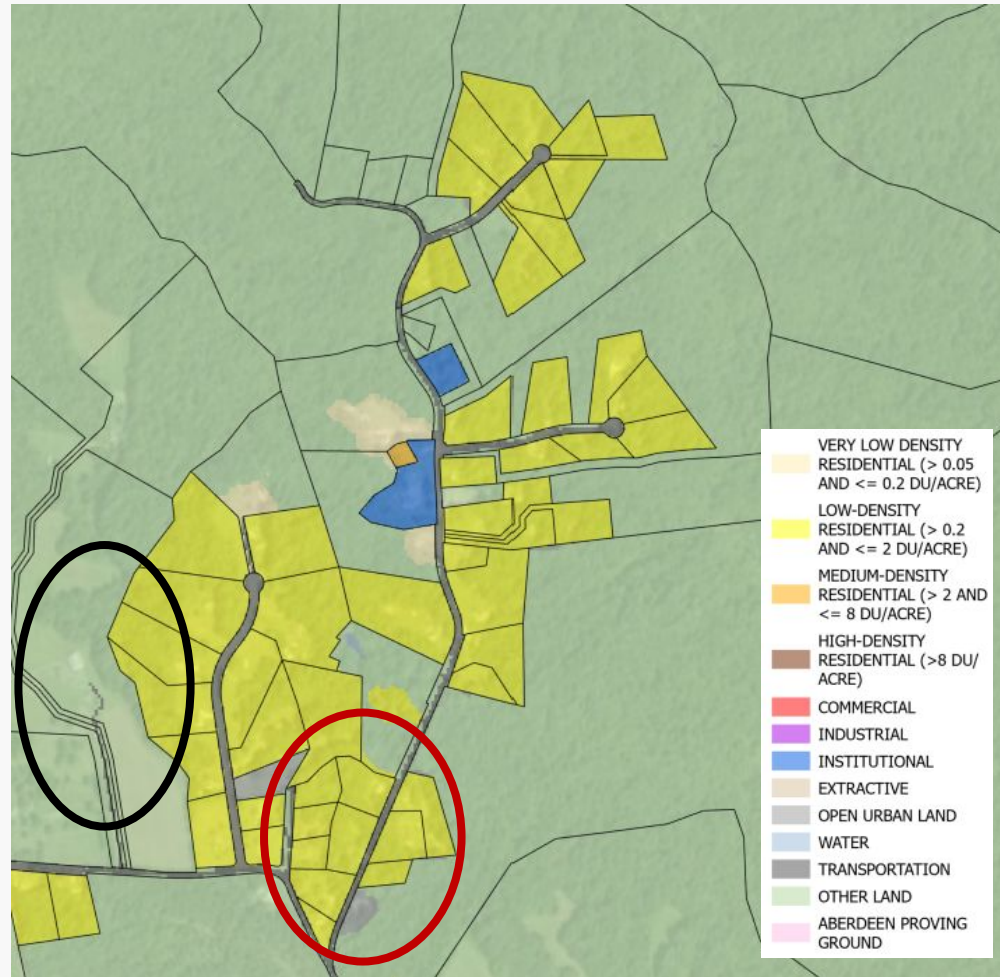 VERY LOW DENSITY
RESIDENTIAL (> 0.05
AND <= 0.2 DU/ACRE)
LOW-DENSITY
RESIDENTIAL (> 0.2
AND <= 2 DU/ACRE)
MEDIUM-DENSITY
RESIDENTIAL (> 2 AND
<= 8 DU/ACRE)
HIGH-DENSITY
RESIDENTIAL (>8 DU/
ACRE)
COMMERCIAL
INDUSTRIAL
INSTITUTIONAL
EXTRACTIVE
OPEN URBAN LAND
WATER
TRANSPORTATION
OTHER LAND
ABERDEEN PROVING
GROUND